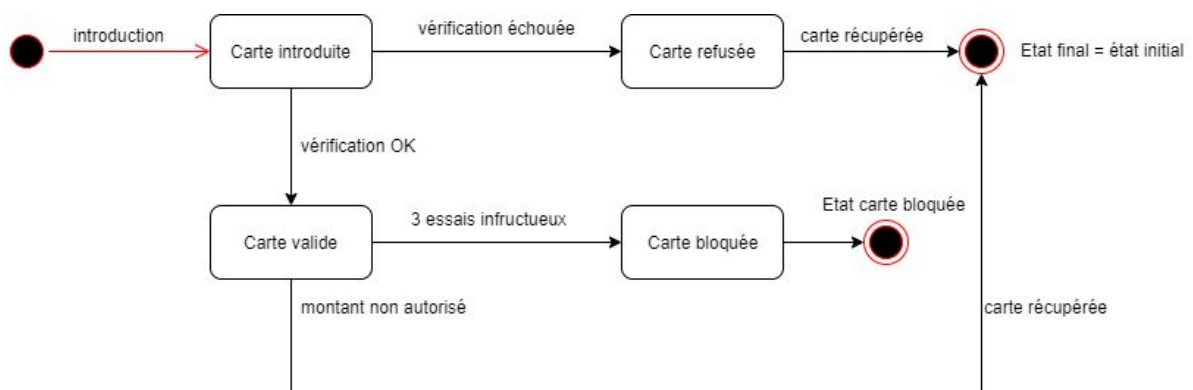 introduction
Carte introduite
vérification échouée
Carte refusée
carte récupérée
Etat final = état initial
vérification OK
Carte valide
3 essais infructueux
Carte bloquée
Etat carte bloquée
montant non autorisé
carte récupérée